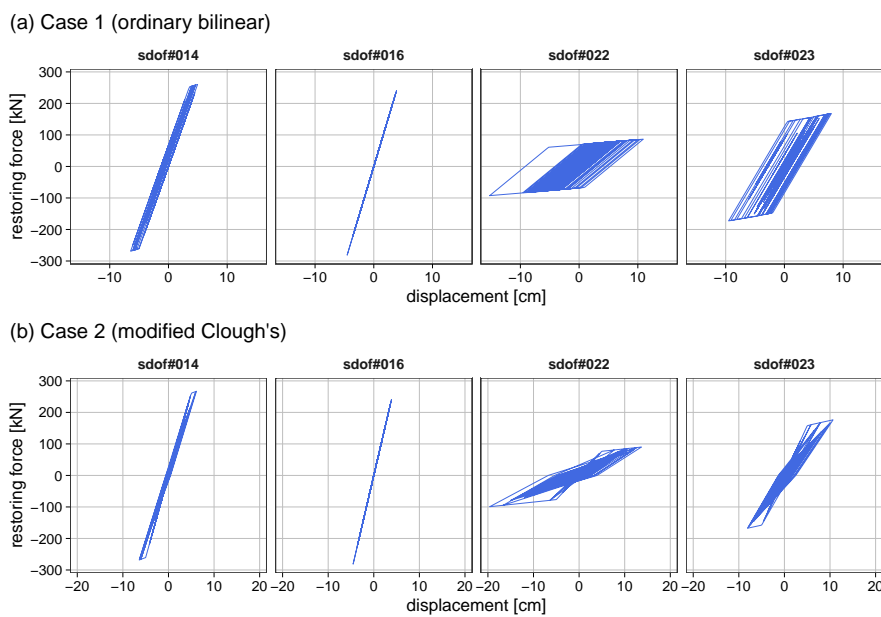 (a) Case 1 (ordinary bilinear)
sdof#014 sdof#016 sdof#022 sdof#023
restoring force [kN]
300
200
100
0
−100
−200
−300
−10 0 10 −10 0 10 −10 0 10 −10 0 10
displacement [cm]
(b) Case 2 (modified Clough's)
sdof#014 sdof#016 sdof#022 sdof#023
restoring force [kN]
300
200
100
0
−100
−200
−300
−20 −10 0 10 20 −20 −10 0 10 20 −20 −10 0 10 20 −20 −10 0 10 20
displacement [cm]